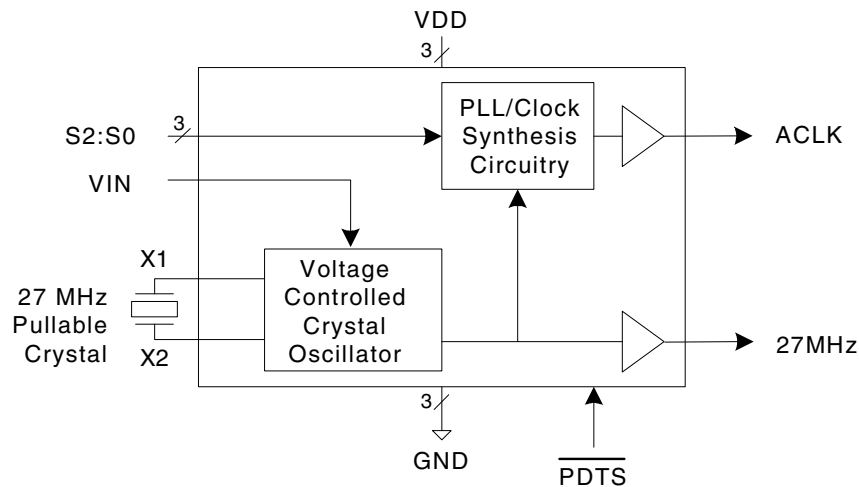 VDD
3
S2:S0
3
PLL/Clock
Synthesis
Circuitry
ACLK
VIN
X1
27 MHz
Pullable
Crystal
X2
Voltage
Controlled
Crystal
Oscillator
27MHz
3
GND
PDTS